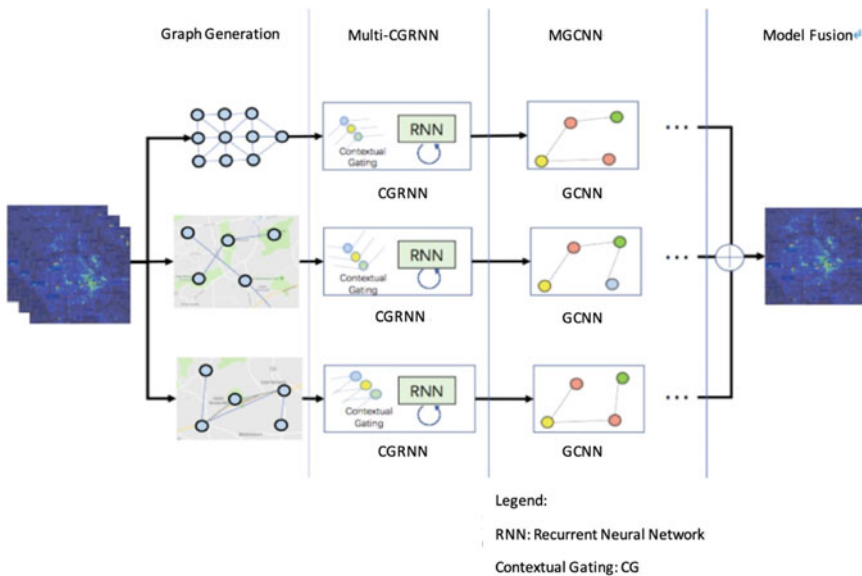 Graph Generation
Multi-CGRNN
MGCNN
Model Fusion↵
RNN
Contextual
Gating
CGRNN
GCNN
RNN
Contextual
Gating
CGRNN
GCNN
RNN
Contextual
Gating
CGRNN
GCNN
Legend:
RNN: Recurrent Neural Network
Contextual Gating: CG